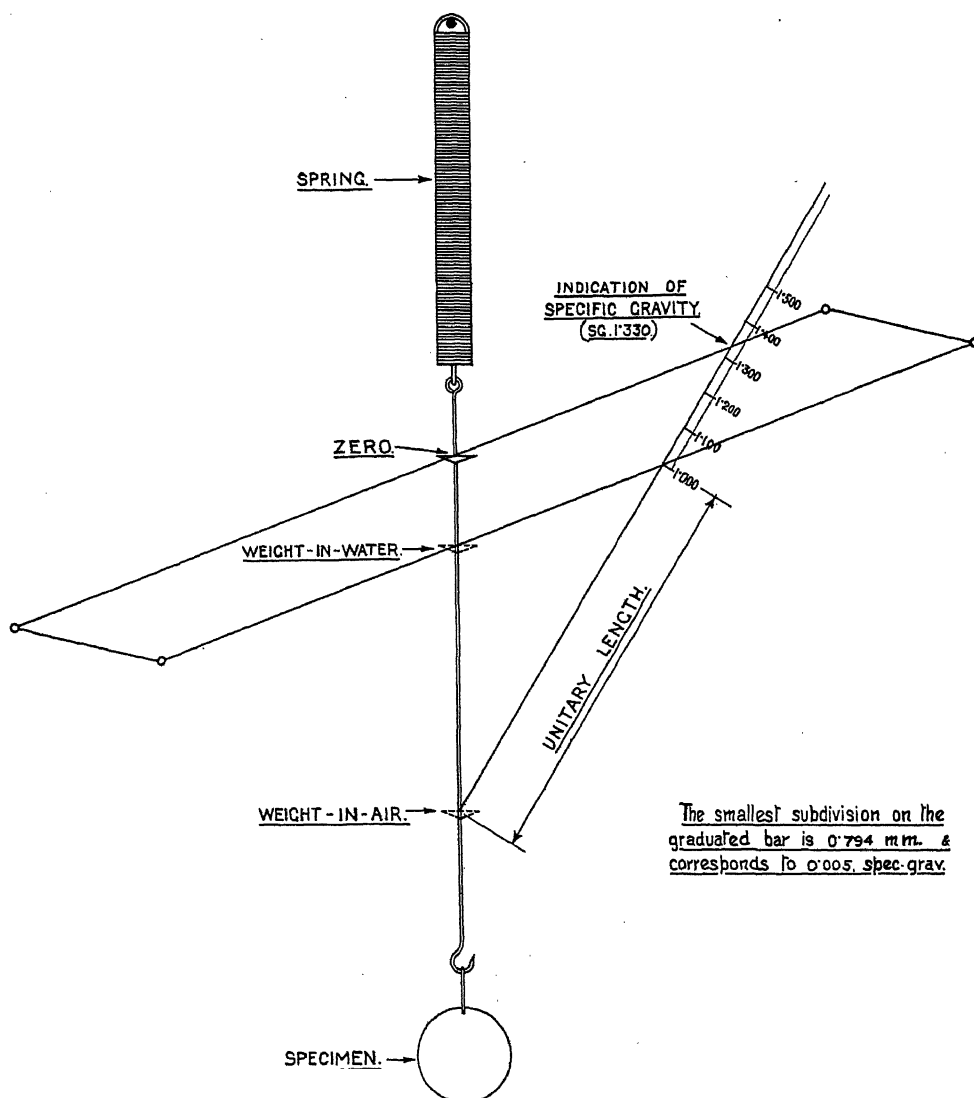 SPRING.
INDICATION OF
SPECIFIC GRAVITY
(SG. 1·330)
1·500
1·400
1·300
1·200
1·100
1·000
ZERO.
WEIGHT-IN-WATER.
UNITARY LENGTH.
WEIGHT-IN-AIR.
The smallest subdivision on the
graduated bar is 0·794 mm. &
corresponds to 0·005, spec-grav.
SPECIMEN.